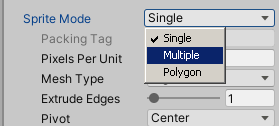 Sprite Mode Single
Packing Tag Single
Pixels Per Unit Multiple
Mesh Type Polygon
Extrude Edges 1
Pivot Center